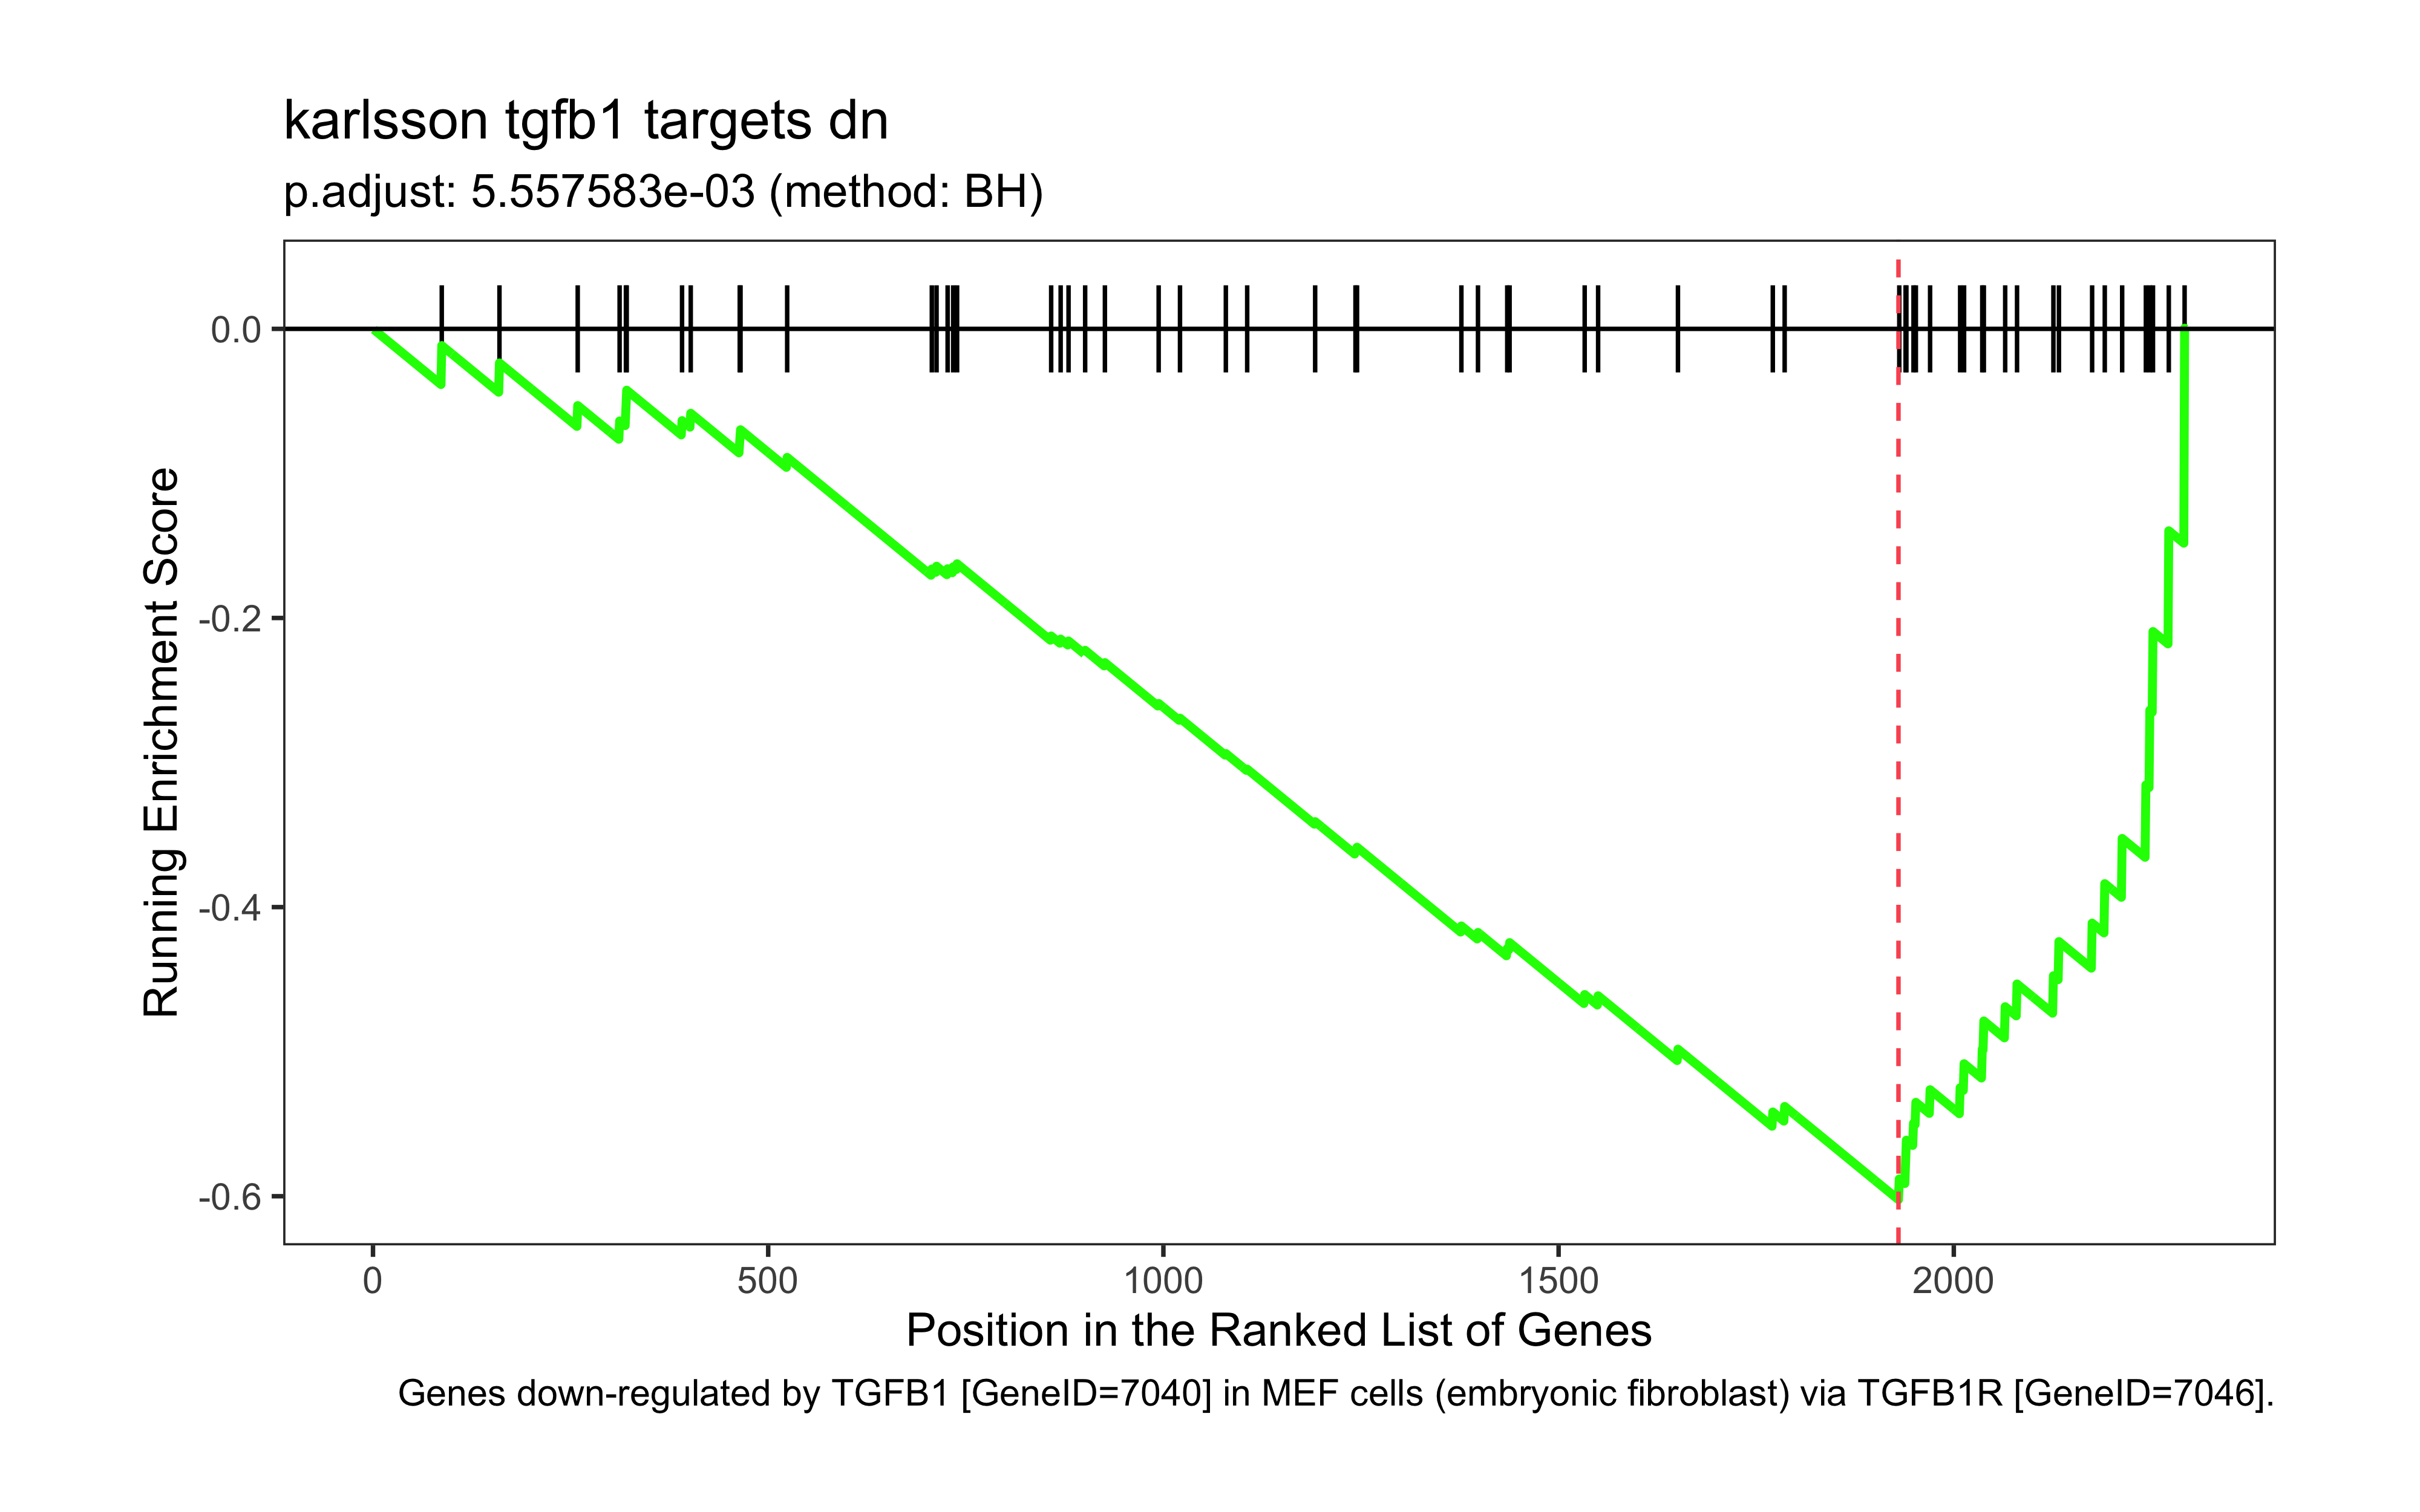 karlsson tgfb1 targets dn
p.adjust: 5.557583e-03 (method: BH)
Running Enrichment Score
0.0
-0.2
-0.4
-0.6
0 500 1000 1500 2000
Position in the Ranked List of Genes
Genes down-regulated by TGFB1 [GeneID=7040] in MEF cells (embryonic fibroblast) via TGFB1R [GeneID=7046].